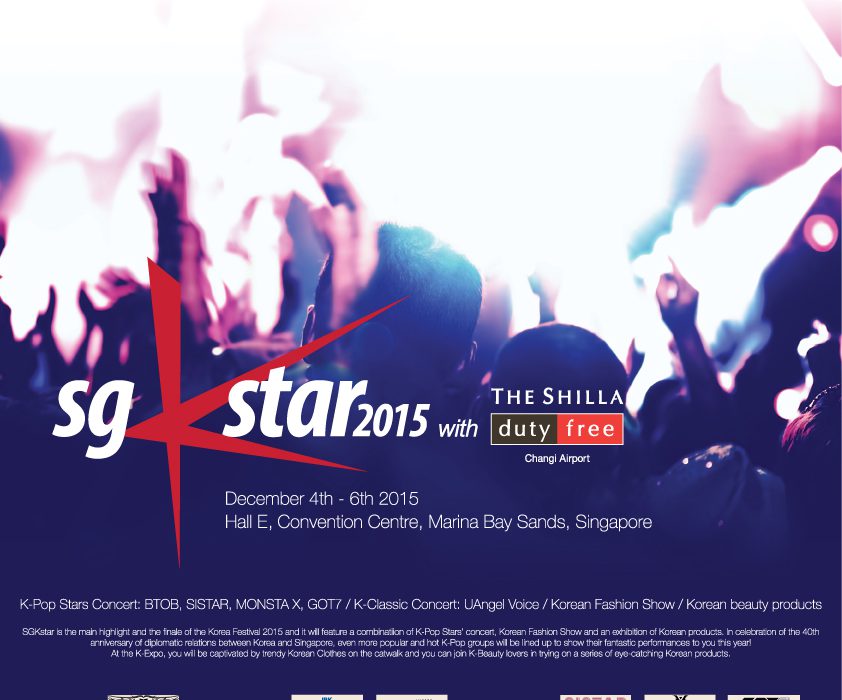 sg K star 2015 with THE SHILLA
duty free
Changi Airport
December 4th - 6th 2015
Hall E, Convention Centre, Marina Bay Sands, Singapore
K-Pop Stars Concert: BTOB, SISTAR, MONSTA X, GOT7 / K-Classic Concert: UAngel Voice / Korean Fashion Show / Korean beauty products
SGKstar is the main highlight and the finale of the Korea Festival 2015 and it will feature a combination of K-Pop Stars' concert, Korean Fashion Show and an exhibition of Korean products. In celebration of the 40th
anniversary of diplomatic relations between Korea and Singapore, even more popular and hot K-Pop groups will be lined up to show their fantastic performances to you this year!
At the K-Expo, you will be captivated by trendy Korean Clothes on the catwalk and you can join K-Beauty lovers in trying on a series of eye-catching Korean products.
SISTAR